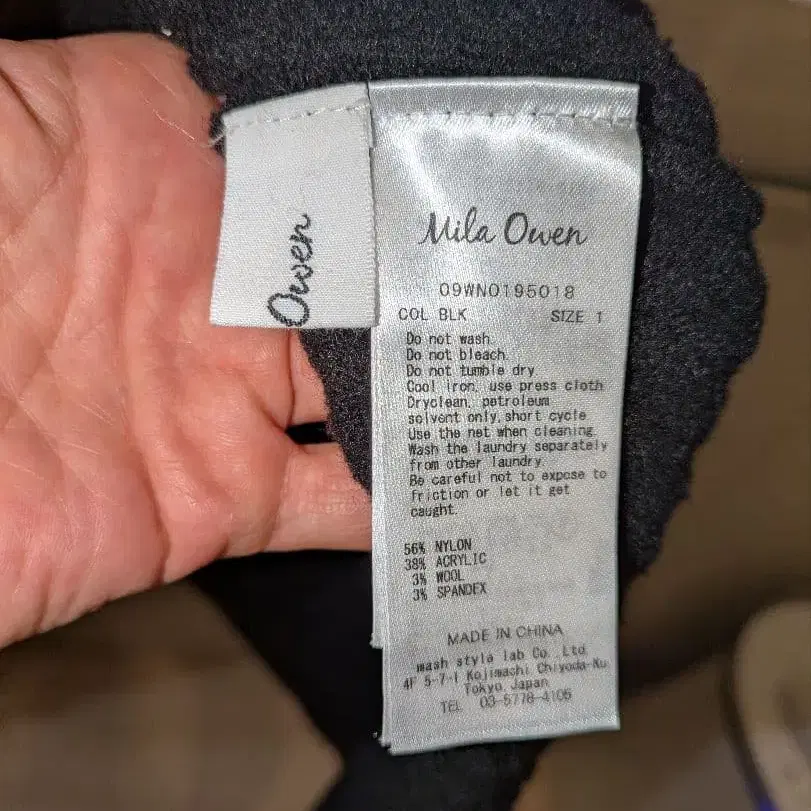 Owen
Mila Owen
09WNO195018
COL BLK SIZE 1
Do not wash.
Do not bleach.
Do not tumble dry
Cool iron, use press cloth
Dryclean, petroleum
solvent only, short cycle
Use the net when cleaning.
Wash the laundry separately
from other laundry.
Be careful not to expose to
friction or let it get
caught.
56% NYLON
38% ACRYLIC
3% WOOL
3% SPANDEX
MADE IN CHINA
mash style lab Co.,Ltd.
4F 5-7-1 Kojimachi Chiyoda-Ku
Tokyo, Japan
TEL 03-5778-4106